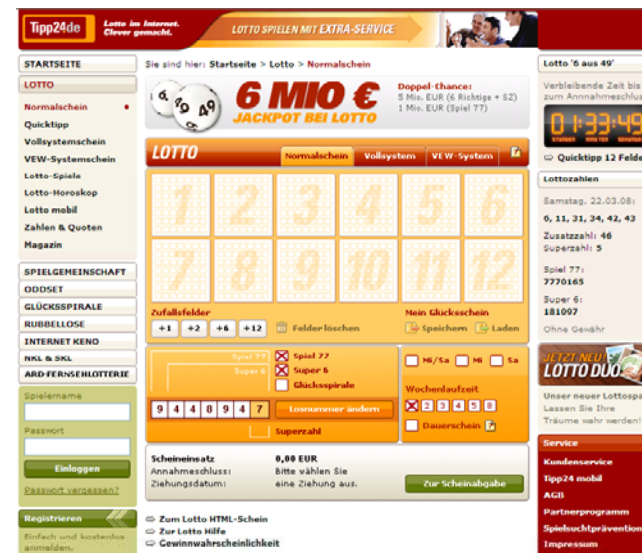 Tipp24de
Lotto im Internet.
Clever gemacht.
LOTTO SPIELEN MIT EXTRA-SERVICE
STARTSEITE
LOTTO
Normalschein
Quicktipp
Vollsystemschein
VEW-Systemschein
Lotto-Spiele
Lotto-Horoskop
Lotto mobil
Zahlen & Quoten
Magazin
SPIELGEMEINSCHAFT
ODDSET
GLÜCKSSPIRALE
RUBBELLOSE
INTERNET KENO
NKL & SKL
ARD-FERNSEHLOTTERIE
Spielername
Passwort
Einloggen
Passwort vergessen?
Registrieren
Einfach und kostenlos
anmelden.
Sie sind hier: Startseite > Lotto > Normalschein
6 49 49
6 MIO €
JACKPOT BEI LOTTO
Doppel-Chance:
5 Mio. EUR (6 Richtige + SZ)
1 Mio. EUR (Spiel 77)
LOTTO
Normalschein Vollsystem VEW-System
1 2 3 4 5 6
7 8 9 10 11 12
Zufallsfelder
+1 +2 +6 +12 Felder löschen
Mein Glücksschein
Speichern Laden
Spiel 77 Spiel 77
Super 6 Super 6
Glücksspirale
9 4 4 0 9 4 7 Losnummer ändern
Superzahl
Mi/Sa Mi Sa
Wochenlaufzeit
2 3 4 5 8
Dauerschein
Scheineinsatz 0,00 EUR
Annahmeschluss: Bitte wählen Sie
Ziehungsdatum: eine Ziehung aus.
Zur Scheinabgabe
Zum Lotto HTML-Schein
Zur Lotto Hilfe
Gewinnwahrscheinlichkeit
Lotto '6 aus 49'
Verbleibende Zeit bis
zum Annnahmeschlus
01:33:49
Quicktipp 12 Felde
Lottozahlen
Samstag, 22.03.08:
6, 11, 31, 34, 42, 43
Zusatzzahl: 46
Superzahl: 5
Spiel 77:
7770165
Super 6:
181097
Ohne Gewähr
JETZT NEU!
LOTTO DUO
Unser neuer Lottospa
Lassen Sie Ihre
Träume wahr werden!
Service
Kundenservice
Tipp24 mobil
AGB
Partnerprogramm
Spielsuchtprävention
Impressum